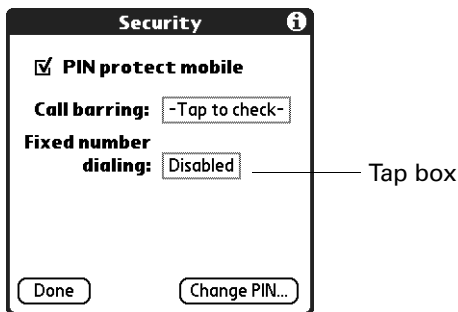 Security
PIN protect mobile
Call barring: -Tap to check-
Fixed number
dialing: Disabled
Tap box
Done Change PIN...